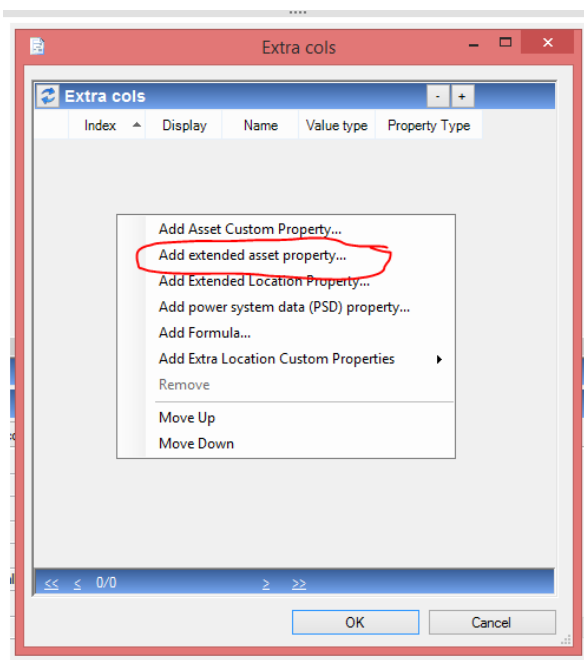 Extra cols
Extra cols - +
Index Display Name Value type Property Type
Add Asset Custom Property...
Add extended asset property...
Add Extended Location Property...
Add power system data (PSD) property...
Add Formula...
Add Extra Location Custom Properties
Remove
Move Up
Move Down
<< < 0/0 > >>
OK Cancel